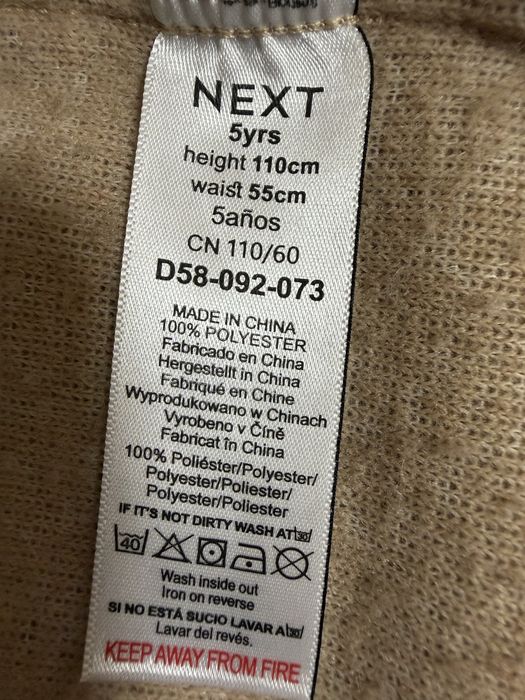 NEXT
5yrs
height 110cm
waist 55cm
5años
CN 110/60
D58-092-073
MADE IN CHINA
100% POLYESTER
Fabricado en China
Hergestellt in China
Fabriqué en Chine
Wyprodukowano w Chinach
Vyrobeno v Číně
Fabricat în China
100% Poliéster/Polyester/
Polyester/Poliester/
Polyester/Poliester
IF IT'S NOT DIRTY WASH AT 30
40
Wash inside out
Iron on reverse
SI NO ESTÁ SUCIO LAVAR A 30
Lavar del revés.
KEEP AWAY FROM FIRE